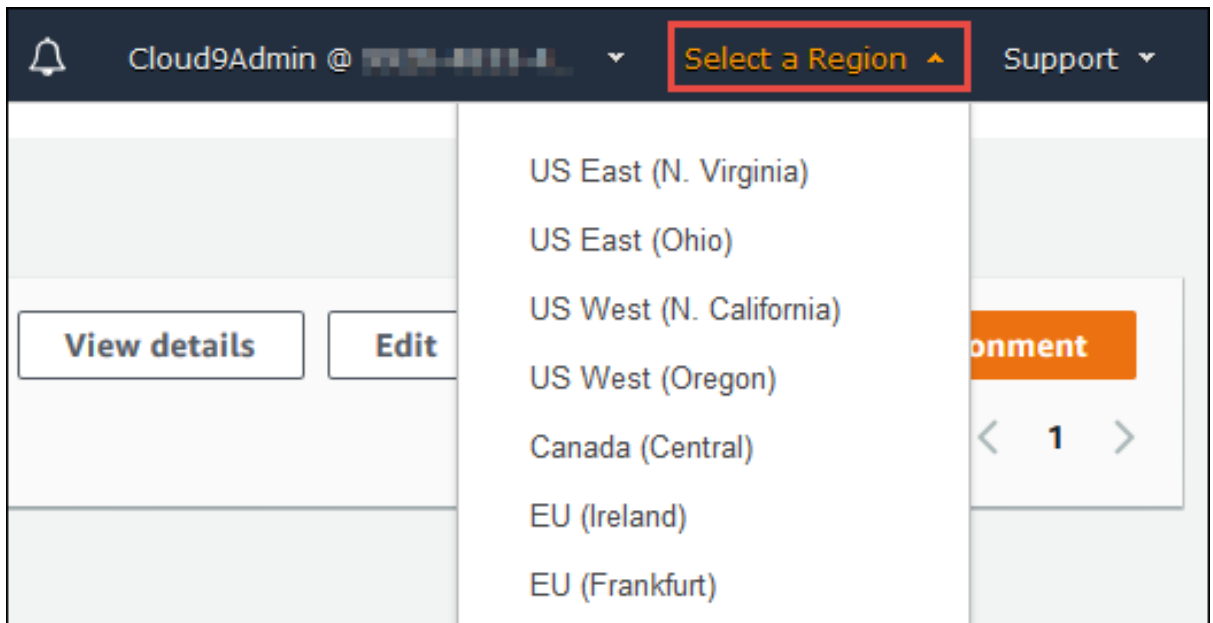 Cloud9Admin @ Select a Region Support
US East (N. Virginia)
US East (Ohio)
US West (N. California)
View details Edit onment
US West (Oregon)
Canada (Central) 1
EU (Ireland)
EU (Frankfurt)